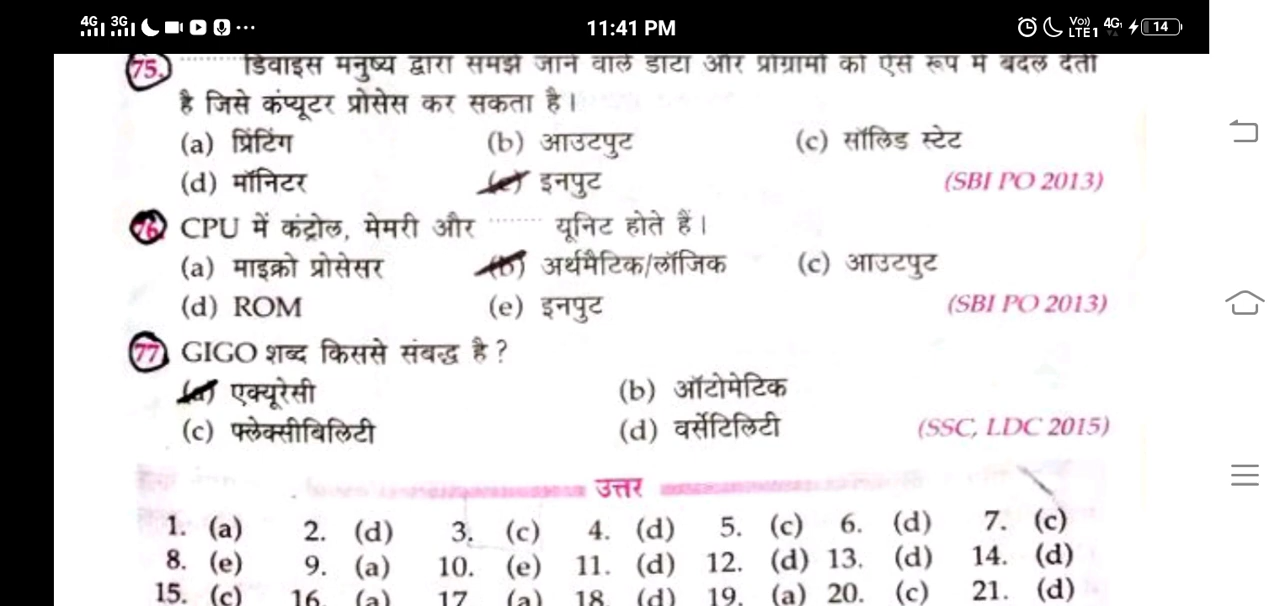 4G 3G 11:41 PM Vo)) LTE1 4G 14
75. डिवाइस मनुष्य द्वारा समझे जाने वाले डाटा और प्रोग्रामों को ऐसे रूप में बदल देती
है जिसे कंप्यूटर प्रोसेस कर सकता है।
(a) प्रिंटिंग (b) आउटपुट (c) सॉलिड स्टेट
(d) मॉनिटर (e) इनपुट (SBI PO 2013)
76. CPU में कंट्रोल, मेमरी और ....... यूनिट होते हैं।
(a) माइक्रो प्रोसेसर (b) अर्थमैटिक/लॉजिक (c) आउटपुट
(d) ROM (e) इनपुट (SBI PO 2013)
77. GIGO शब्द किससे संबद्ध है ?
(a) एक्यूरेसी (b) ऑटोमेटिक
(c) फ्लेक्सीबिलिटी (d) वर्सेटिलिटी (SSC, LDC 2015)
उत्तर
1. (a) 2. (d) 3. (c) 4. (d) 5. (c) 6. (d) 7. (c)
8. (e) 9. (a) 10. (e) 11. (d) 12. (d) 13. (d) 14. (d)
15. (c) 16. (a) 17. (a) 18. (d) 19. (a) 20. (c) 21. (d)